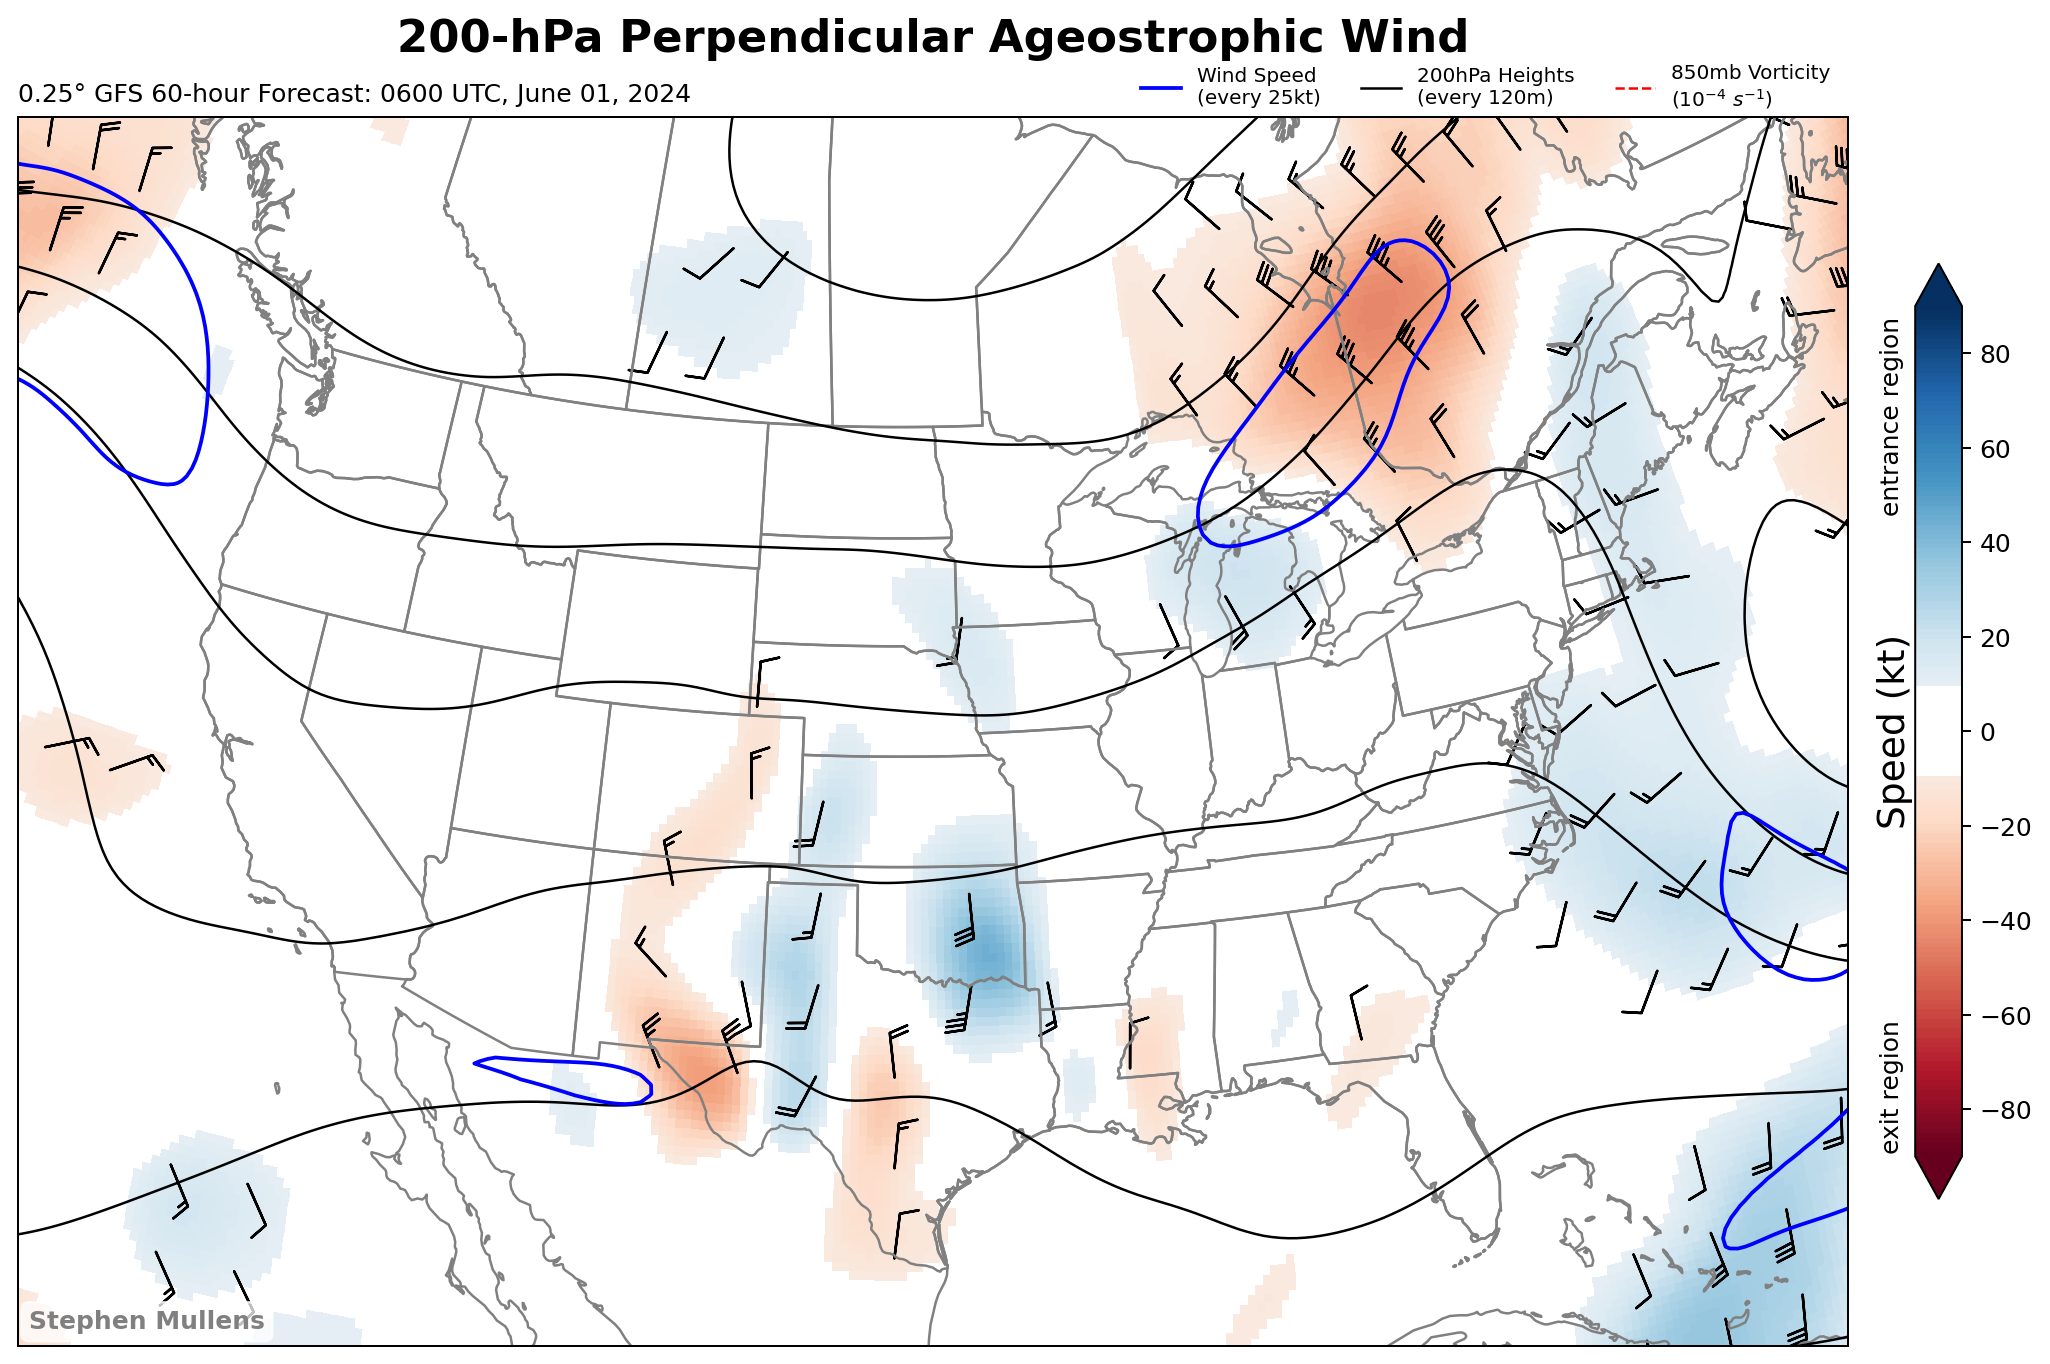 200-hPa Perpendicular Ageostrophic Wind
0.25° GFS 60-hour Forecast: 0600 UTC, June 01, 2024
Wind Speed
(every 25kt)
200hPa Heights
(every 120m)
850mb Vorticity
(10⁻⁴ s⁻¹)
entrance region
Speed (kt)
exit region
80
60
40
20
0
−20
−40
−60
−80
Stephen Mullens